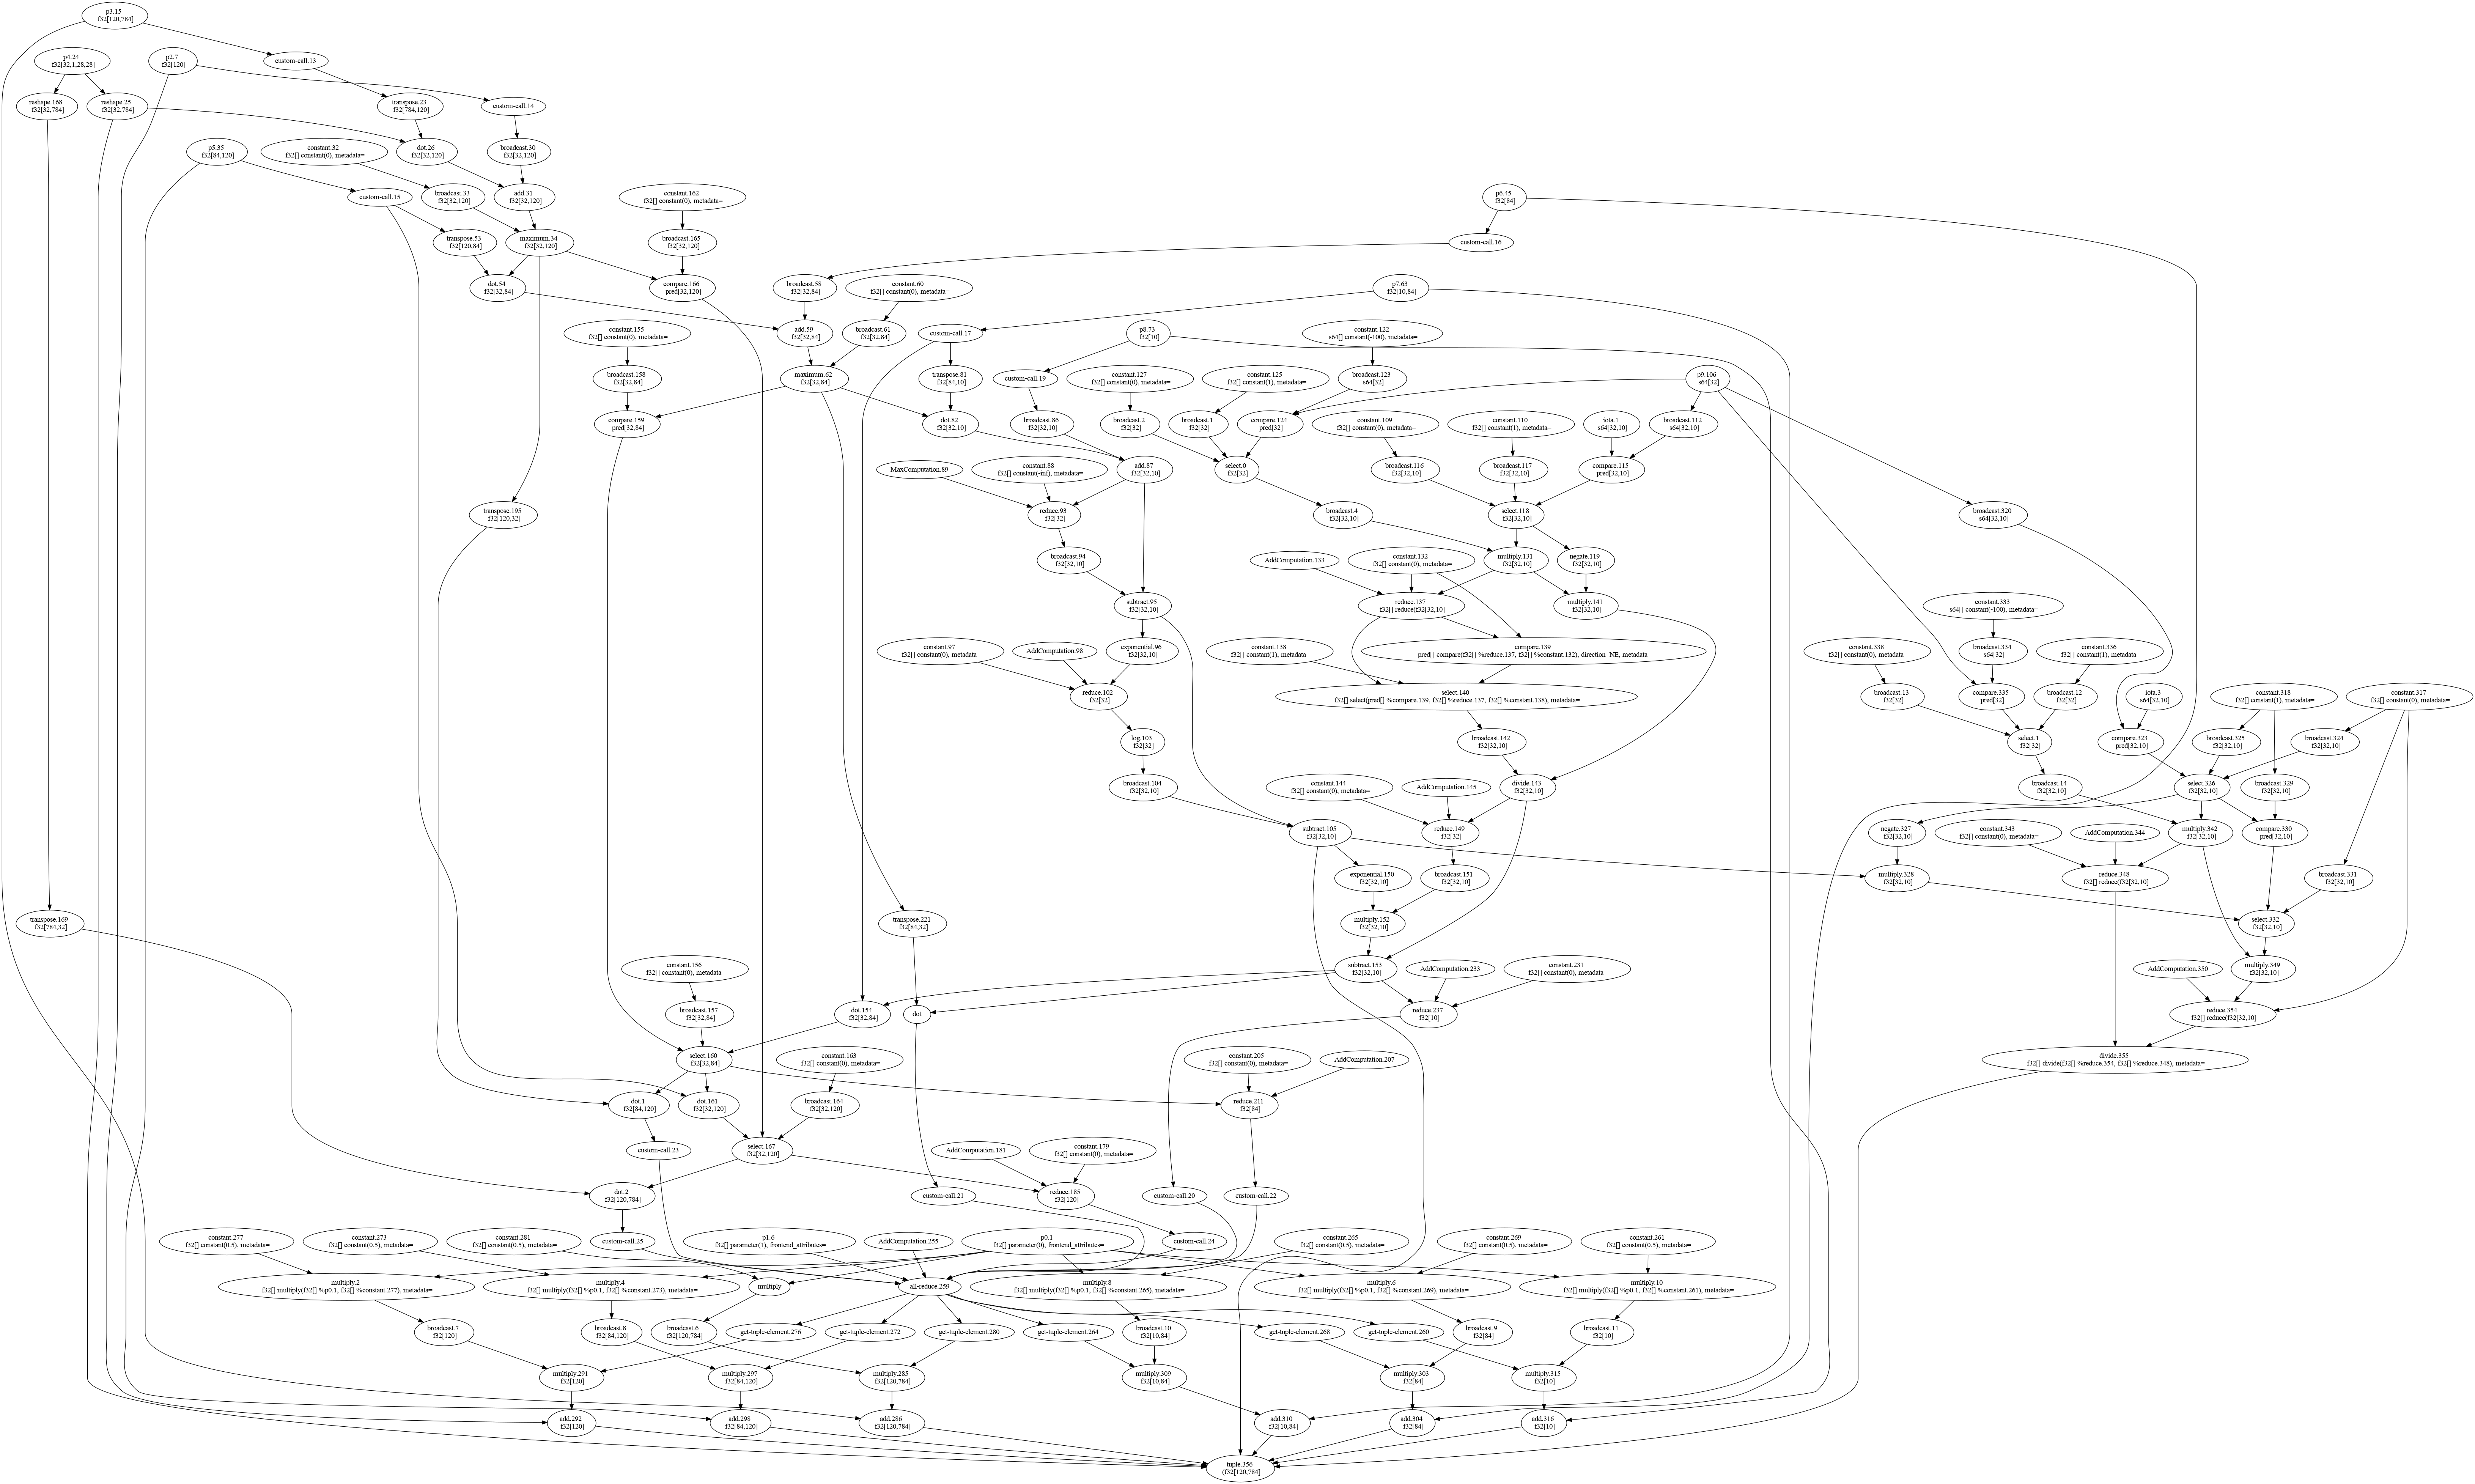 p3.15
f32[120,784]
p4.24
f32[32,1,28,28]
p2.7
f32[120]
custom-call.13
reshape.168
f32[32,784]
reshape.25
f32[32,784]
transpose.23
f32[784,120]
custom-call.14
p5.35
f32[84,120]
constant.32
f32[] constant(0), metadata=
dot.26
f32[32,120]
broadcast.30
f32[32,120]
custom-call.15
broadcast.33
f32[32,120]
add.31
f32[32,120]
constant.162
f32[] constant(0), metadata=
p6.45
f32[84]
transpose.53
f32[120,84]
maximum.34
f32[32,120]
broadcast.165
f32[32,120]
custom-call.16
dot.54
f32[32,84]
compare.166
pred[32,120]
broadcast.58
f32[32,84]
constant.60
f32[] constant(0), metadata=
p7.63
f32[10,84]
constant.155
f32[] constant(0), metadata=
add.59
f32[32,84]
broadcast.61
f32[32,84]
custom-call.17
p8.73
f32[10]
constant.122
s64[] constant(-100), metadata=
broadcast.158
f32[32,84]
maximum.62
f32[32,84]
transpose.81
f32[84,10]
custom-call.19
constant.127
f32[] constant(0), metadata=
constant.125
f32[] constant(1), metadata=
broadcast.123
s64[32]
p9.106
s64[32]
compare.159
pred[32,84]
dot.82
f32[32,10]
broadcast.86
f32[32,10]
broadcast.2
f32[32]
broadcast.1
f32[32]
compare.124
pred[32]
constant.109
f32[] constant(0), metadata=
constant.110
f32[] constant(1), metadata=
iota.1
s64[32,10]
broadcast.112
s64[32,10]
MaxComputation.89
constant.88
f32[] constant(-inf), metadata=
add.87
f32[32,10]
select.0
f32[32]
broadcast.116
f32[32,10]
broadcast.117
f32[32,10]
compare.115
pred[32,10]
transpose.195
f32[120,32]
reduce.93
f32[32]
broadcast.4
f32[32,10]
select.118
f32[32,10]
broadcast.320
s64[32,10]
broadcast.94
f32[32,10]
AddComputation.133
constant.132
f32[] constant(0), metadata=
multiply.131
f32[32,10]
negate.119
f32[32,10]
subtract.95
f32[32,10]
reduce.137
f32[] reduce(f32[32,10]
multiply.141
f32[32,10]
constant.333
s64[] constant(-100), metadata=
constant.97
f32[] constant(0), metadata=
AddComputation.98
exponential.96
f32[32,10]
constant.138
f32[] constant(1), metadata=
compare.139
pred[] compare(f32[] %reduce.137, f32[] %constant.132), direction=NE, metadata=
constant.338
f32[] constant(0), metadata=
broadcast.334
s64[32]
constant.336
f32[] constant(1), metadata=
reduce.102
f32[32]
select.140
f32[] select(pred[] %compare.139, f32[] %reduce.137, f32[] %constant.138), metadata=
broadcast.13
f32[32]
compare.335
pred[32]
broadcast.12
f32[32]
iota.3
s64[32,10]
constant.318
f32[] constant(1), metadata=
constant.317
f32[] constant(0), metadata=
log.103
f32[32]
broadcast.142
f32[32,10]
select.1
f32[32]
compare.323
pred[32,10]
broadcast.325
f32[32,10]
broadcast.324
f32[32,10]
broadcast.104
f32[32,10]
constant.144
f32[] constant(0), metadata=
AddComputation.145
divide.143
f32[32,10]
broadcast.14
f32[32,10]
select.326
f32[32,10]
broadcast.329
f32[32,10]
subtract.105
f32[32,10]
reduce.149
f32[32]
negate.327
f32[32,10]
constant.343
f32[] constant(0), metadata=
AddComputation.344
multiply.342
f32[32,10]
compare.330
pred[32,10]
exponential.150
f32[32,10]
broadcast.151
f32[32,10]
multiply.328
f32[32,10]
reduce.348
f32[] reduce(f32[32,10]
broadcast.331
f32[32,10]
transpose.169
f32[784,32]
transpose.221
f32[84,32]
multiply.152
f32[32,10]
select.332
f32[32,10]
constant.156
f32[] constant(0), metadata=
subtract.153
f32[32,10]
AddComputation.233
constant.231
f32[] constant(0), metadata=
AddComputation.350
multiply.349
f32[32,10]
broadcast.157
f32[32,84]
dot.154
f32[32,84]
dot
reduce.237
f32[10]
reduce.354
f32[] reduce(f32[32,10]
select.160
f32[32,84]
constant.163
f32[] constant(0), metadata=
constant.205
f32[] constant(0), metadata=
AddComputation.207
divide.355
f32[] divide(f32[] %reduce.354, f32[] %reduce.348), metadata=
dot.1
f32[84,120]
dot.161
f32[32,120]
broadcast.164
f32[32,120]
reduce.211
f32[84]
custom-call.23
select.167
f32[32,120]
AddComputation.181
constant.179
f32[] constant(0), metadata=
dot.2
f32[120,784]
custom-call.21
reduce.185
f32[120]
custom-call.20
custom-call.22
constant.277
f32[] constant(0.5), metadata=
constant.273
f32[] constant(0.5), metadata=
constant.281
f32[] constant(0.5), metadata=
custom-call.25
p1.6
f32[] parameter(1), frontend_attributes=
AddComputation.255
p0.1
f32[] parameter(0), frontend_attributes=
custom-call.24
constant.265
f32[] constant(0.5), metadata=
constant.269
f32[] constant(0.5), metadata=
constant.261
f32[] constant(0.5), metadata=
multiply.2
f32[] multiply(f32[] %p0.1, f32[] %constant.277), metadata=
multiply.4
f32[] multiply(f32[] %p0.1, f32[] %constant.273), metadata=
multiply
all-reduce.259
multiply.8
f32[] multiply(f32[] %p0.1, f32[] %constant.265), metadata=
multiply.6
f32[] multiply(f32[] %p0.1, f32[] %constant.269), metadata=
multiply.10
f32[] multiply(f32[] %p0.1, f32[] %constant.261), metadata=
broadcast.7
f32[120]
broadcast.8
f32[84,120]
broadcast.6
f32[120,784]
get-tuple-element.276
get-tuple-element.272
get-tuple-element.280
get-tuple-element.264
broadcast.10
f32[10,84]
get-tuple-element.268
get-tuple-element.260
broadcast.9
f32[84]
broadcast.11
f32[10]
multiply.291
f32[120]
multiply.297
f32[84,120]
multiply.285
f32[120,784]
multiply.309
f32[10,84]
multiply.303
f32[84]
multiply.315
f32[10]
add.292
f32[120]
add.298
f32[84,120]
add.286
f32[120,784]
add.310
f32[10,84]
add.304
f32[84]
add.316
f32[10]
tuple.356
(f32[120,784]